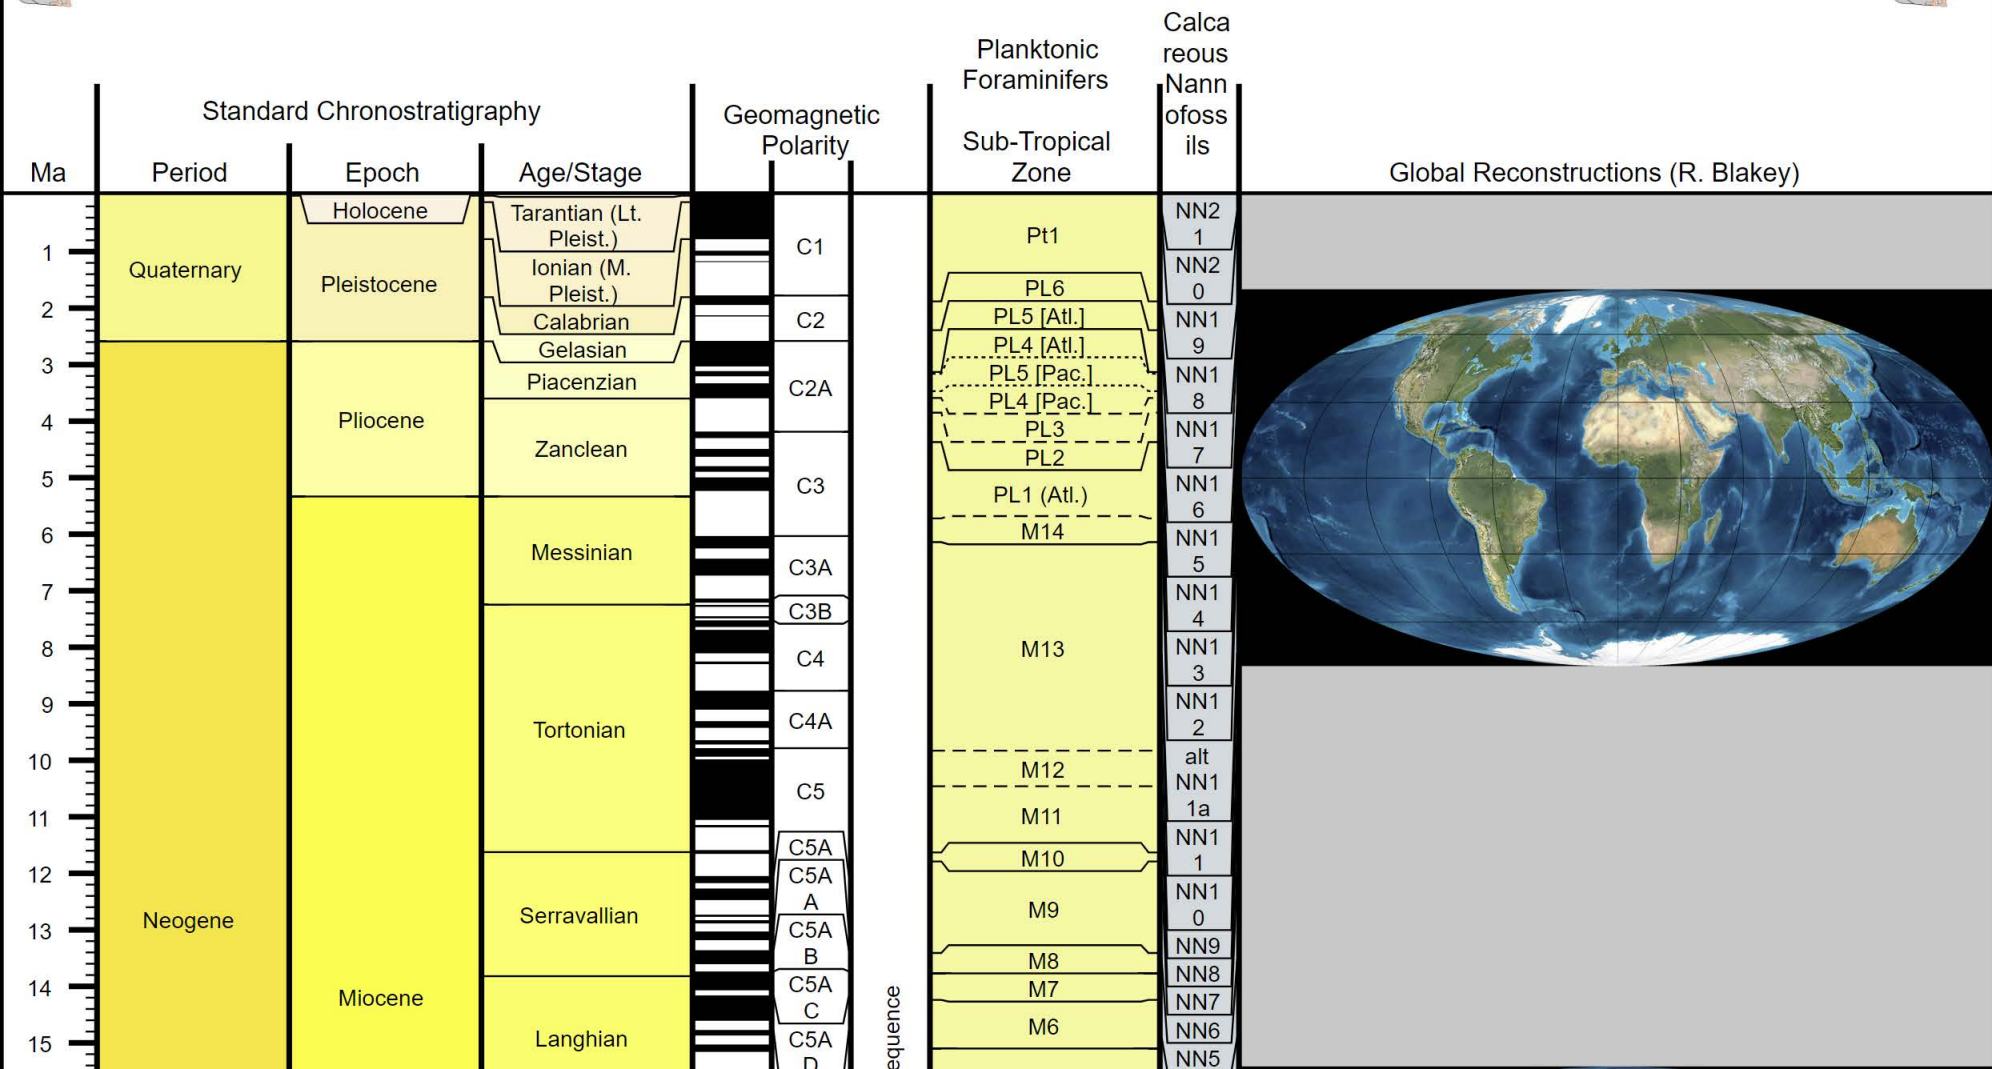 Standard Chronostratigraphy
Geomagnetic
Polarity
Planktonic
Foraminifers
Sub-Tropical
Zone
Calca
reous
Nann
ofoss
ils
Ma
Period
Epoch
Age/Stage
Global Reconstructions (R. Blakey)
1
2
3
4
5
6
7
8
9
10
11
12
13
14
15
Quaternary
Neogene
Holocene
Pleistocene
Pliocene
Miocene
Tarantian (Lt.
Pleist.)
Ionian (M.
Pleist.)
Calabrian
Gelasian
Piacenzian
Zanclean
Messinian
Tortonian
Serravallian
Langhian
C1
C2
C2A
C3
C3A
C3B
C4
C4A
C5
C5A
C5A
A
C5A
B
C5A
C
C5A
D
equence
Pt1
PL6
PL5 [Atl.]
PL4 [Atl.]
PL5 [Pac.]
PL4 [Pac.]
PL3
PL2
PL1 (Atl.)
M14
M13
M12
M11
M10
M9
M8
M7
M6
NN2
1
NN2
0
NN1
9
NN1
8
NN1
7
NN1
6
NN1
5
NN1
4
NN1
3
NN1
2
alt
NN1
1a
NN1
1
NN1
0
NN9
NN8
NN7
NN6
NN5